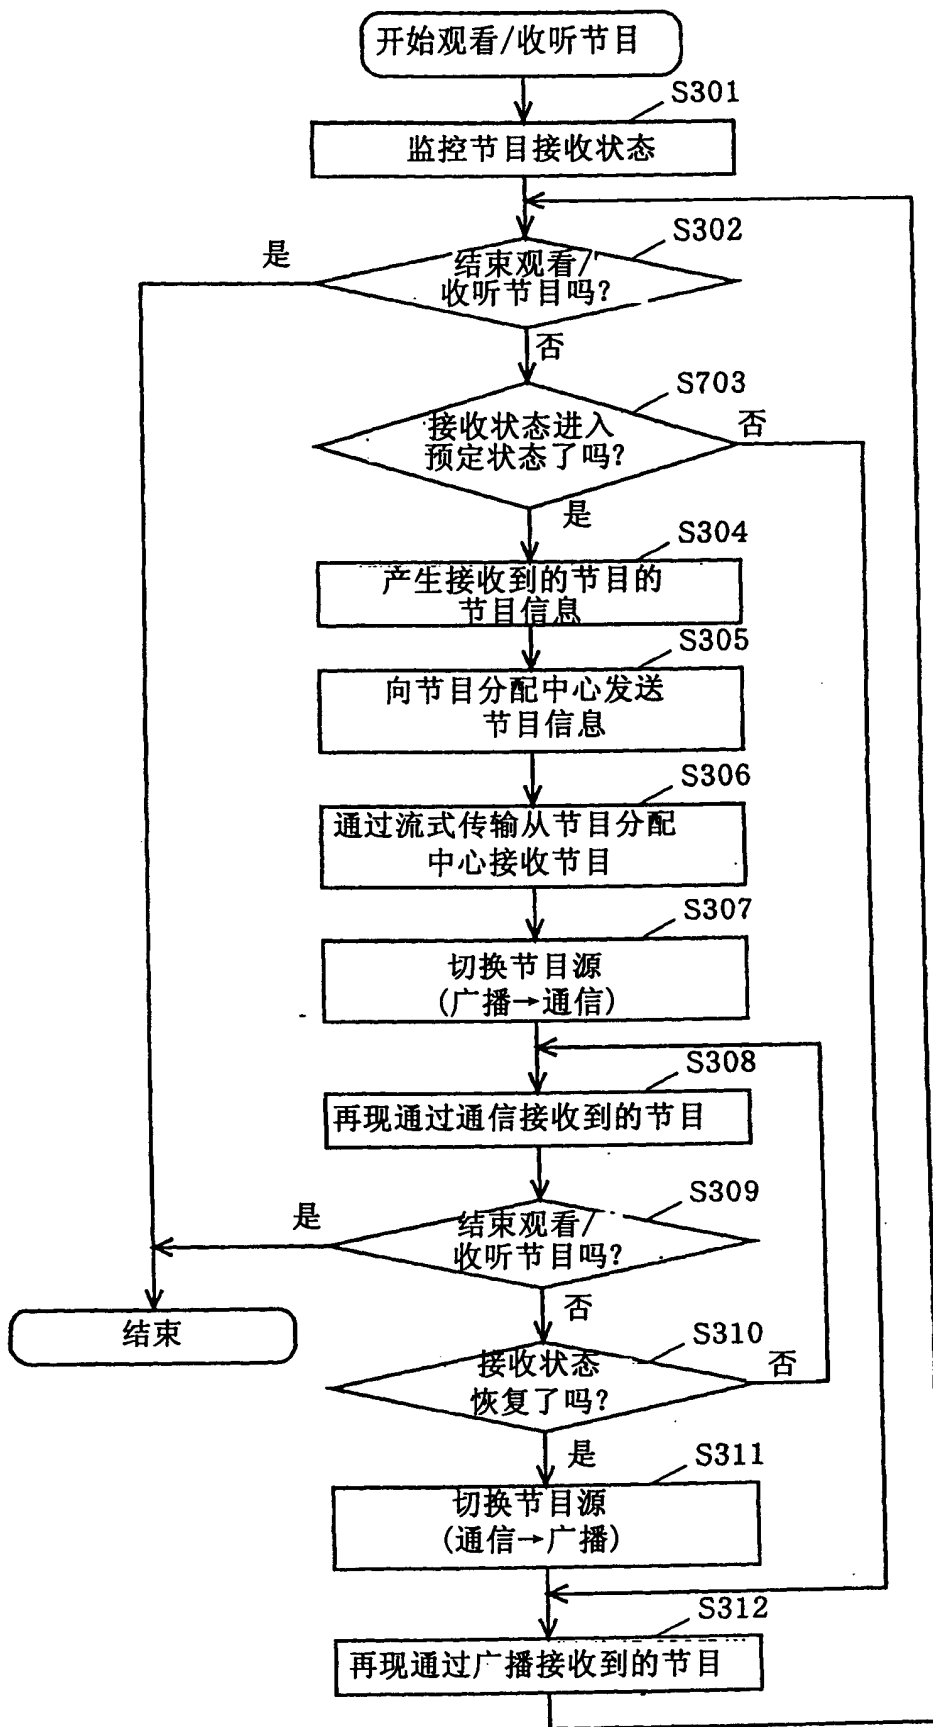 开始观看/收听节目
S301
监控节目接收状态
S302
是
结束观看/
收听节目吗?
否
S703
接收状态进入
预定状态了吗?
否
是
S304
产生接收到的节目的
节目信息
S305
向节目分配中心发送
节目信息
S306
通过流式传输从节目分配
中心接收节目
S307
切换节目源
(广播→通信)
S308
再现通过通信接收到的节目
S309
是
结束观看/
收听节目吗?
否
结束
S310
接收状态
恢复了吗?
否
是
S311
切换节目源
(通信→广播)
S312
再现通过广播接收到的节目